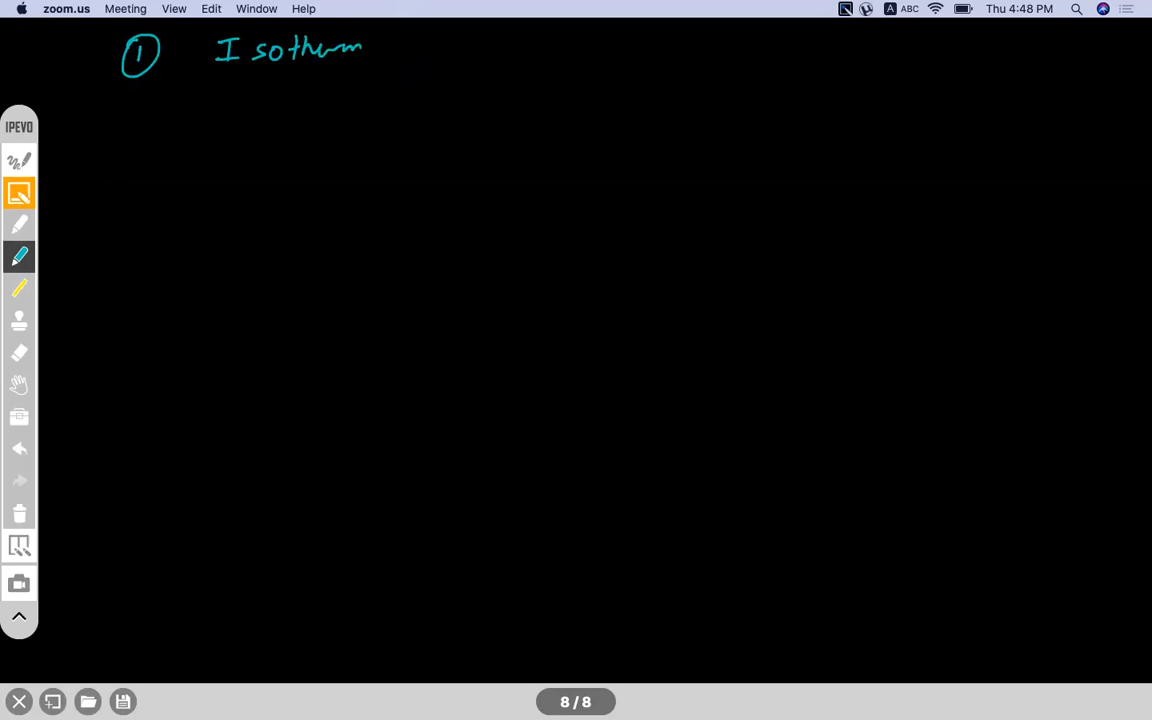 zoom.us Meeting View Edit Window Help A ABC Thu 4:48 PM
① Isotherm
IPEVO
8 / 8